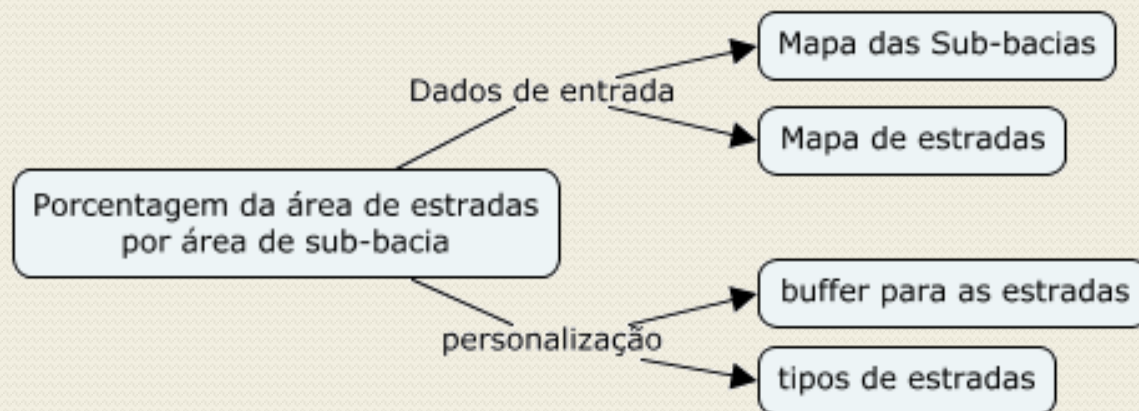 Mapa das Sub-bacias
Dados de entrada
Mapa de estradas
Porcentagem da área de estradas
por área de sub-bacia
buffer para as estradas
personalização
tipos de estradas